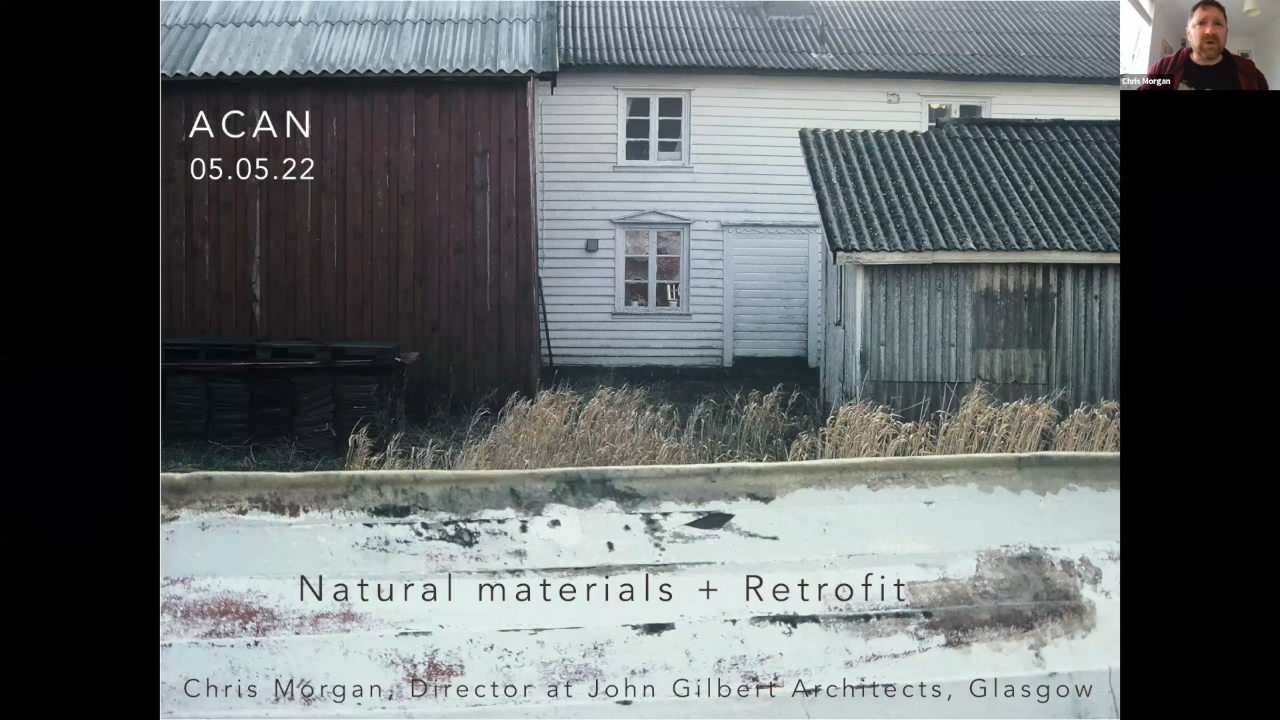 ACAN
05.05.22
Chris Morgan
Natural materials + Retrofit
Chris Morgan, Director at John Gilbert Architects, Glasgow